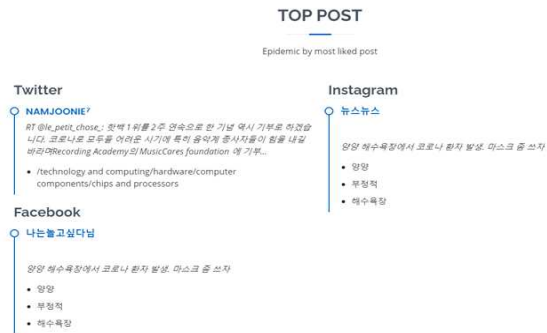 TOP POST
Epidemic by most liked post
Twitter
NAMJOONIE⁷
RT @le_petit_chose_: 핫백 1위를 2주 연속으로 한 기념 역시 기부로 하겠습
니다. 코로나로 모두들 어려운 시기에 특히 음악계 종사자들이 힘을 내길
바라며Recording Academy의 MusicCares foundation 에 기부...
/technology and computing/hardware/computer
components/chips and processors
Facebook
나는놀고싶다님
양양 해수욕장에서 코로나 환자 발생. 마스크 좀 쓰자
양양
부정적
해수욕장
Instagram
뉴스뉴스
양양 해수욕장에서 코로나 환자 발생. 마스크 좀 쓰자
양양
부정적
해수욕장